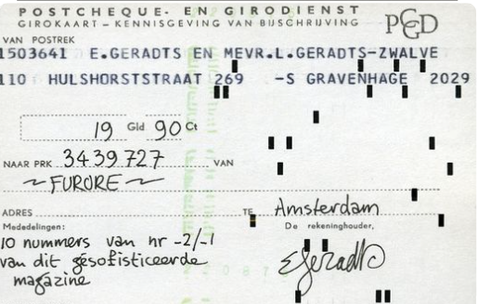 POSTCHEQUE- EN GIRODIENST
GIROKAART - KENNISGEVING VAN BIJSCHRIJVING
PCGD
VAN POSTREK
1503641 E.GERADTS EN MEVR.L.GERADTS-ZWALVE
110 HULSHORSTSTRAAT 269 -S GRAVENHAGE 2029
19 Gld 90 Ct
NAAR PRK 3439727 VAN
~FURORE~
ADRES TE Amsterdam
Mededelingen: De rekeninghouder,
10 nummers van nr -2/-1
van dit gesofisticeerde
magazine
EGeradts